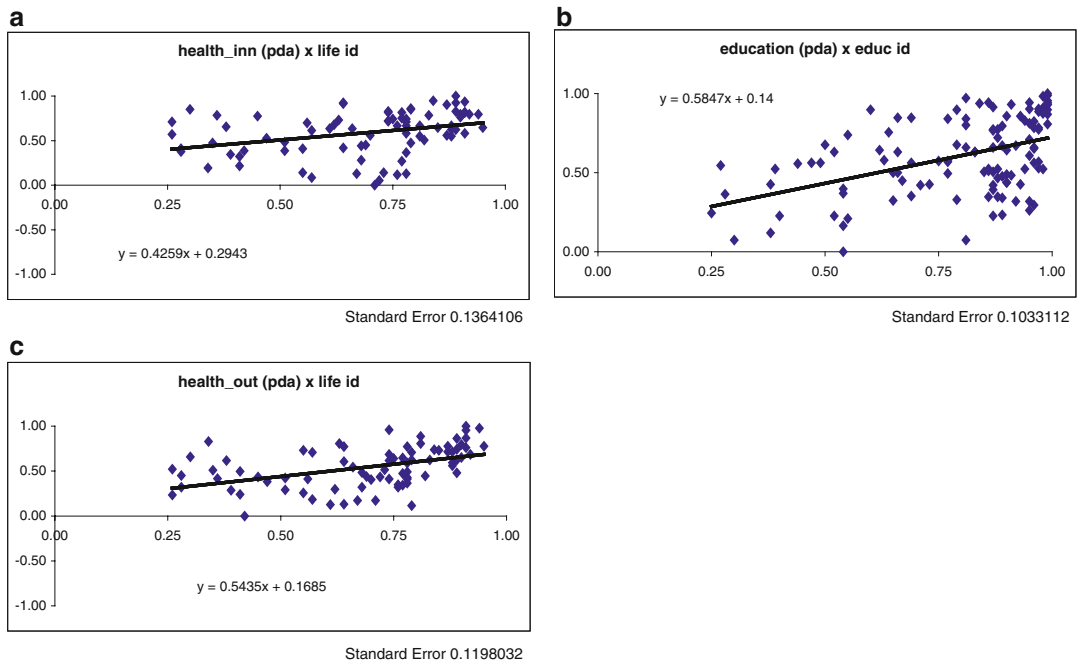 a
health_inn (pda) x life id
1.00
0.50
0.00
-0.50
-1.00
0.00 0.25 0.50 0.75 1.00
y = 0.4259x + 0.2943
Standard Error 0.1364106
b
education (pda) x educ id
1.00
0.50
0.00
0.00 0.25 0.50 0.75 1.00
y = 0.5847x + 0.14
Standard Error 0.1033112
c
health_out (pda) x life id
1.00
0.50
0.00
-0.50
-1.00
0.00 0.25 0.50 0.75 1.00
y = 0.5435x + 0.1685
Standard Error 0.1198032